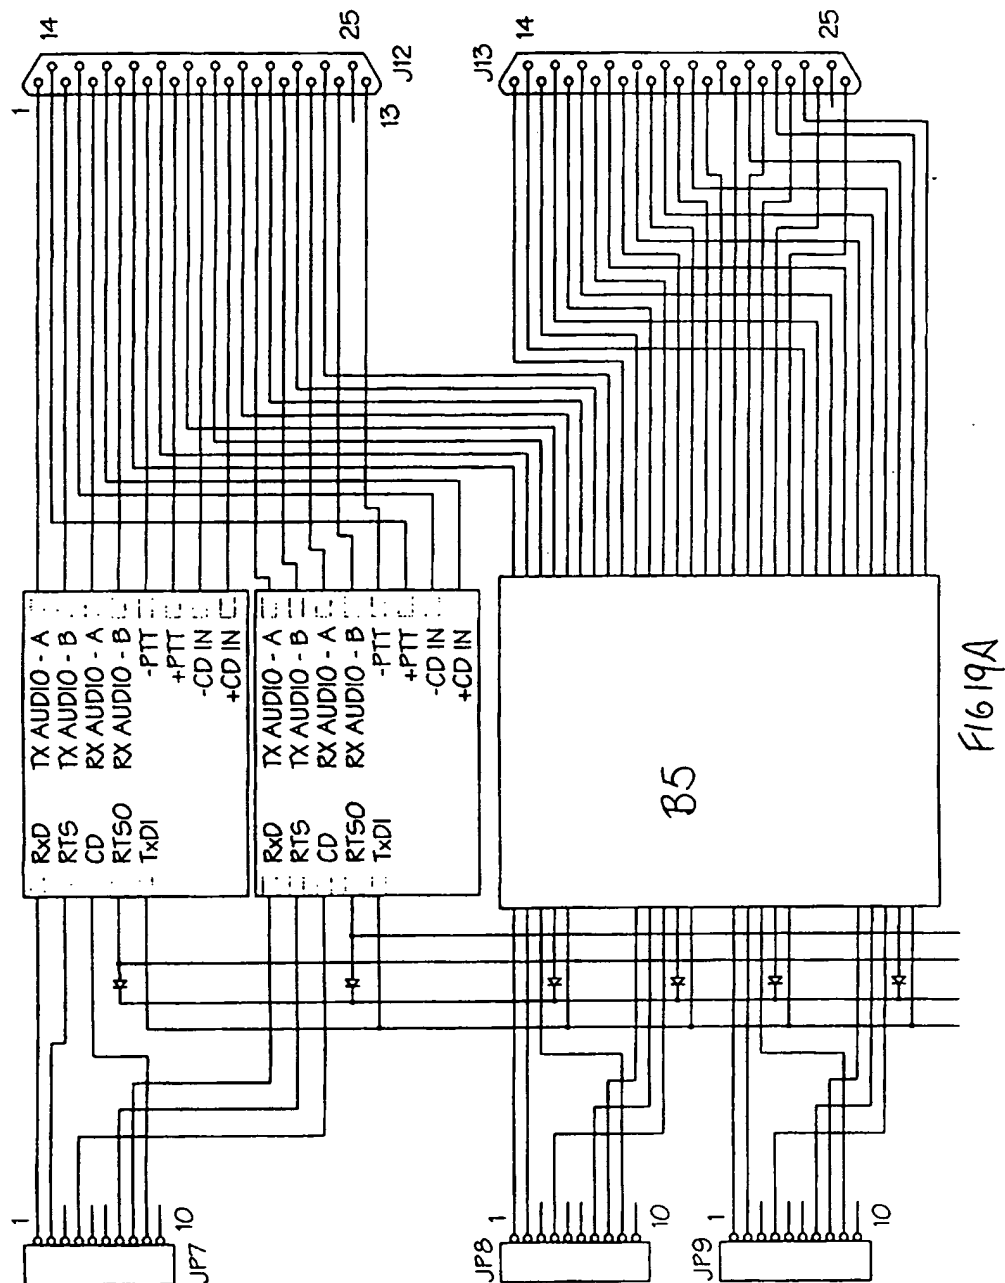 14
25
J12
1
13
14
25
J13
RxD TX AUDIO - A
RTS TX AUDIO - B
CD RX AUDIO - A
RTSO RX AUDIO - B
TxDI -PTT
+PTT
-CD IN
+CD IN
RxD TX AUDIO - A
RTS TX AUDIO - B
CD RX AUDIO - A
RTSO RX AUDIO - B
TxDI -PTT
+PTT
-CD IN
+CD IN
B5
1
10
JP7
1
10
JP8
1
10
JP9
FIG 19A